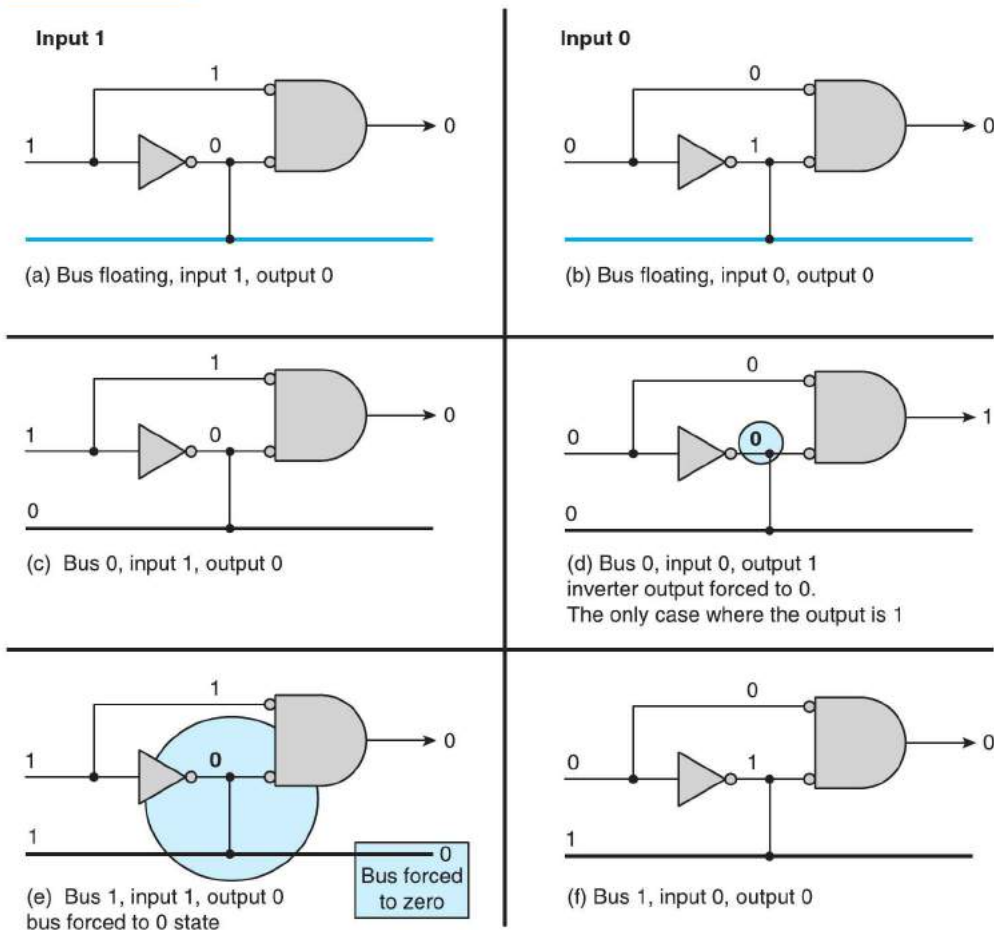 Input 1
1
1
0
0
(a) Bus floating, input 1, output 0
Input 0
0
0
1
0
(b) Bus floating, input 0, output 0
1
1
0
0
0
(c) Bus 0, input 1, output 0
0
0
0
1
0
(d) Bus 0, input 0, output 1
inverter output forced to 0.
The only case where the output is 1
1
1
0
0
1
0
Bus forced
to zero
(e) Bus 1, input 1, output 0
bus forced to 0 state
0
0
1
0
1
(f) Bus 1, input 0, output 0